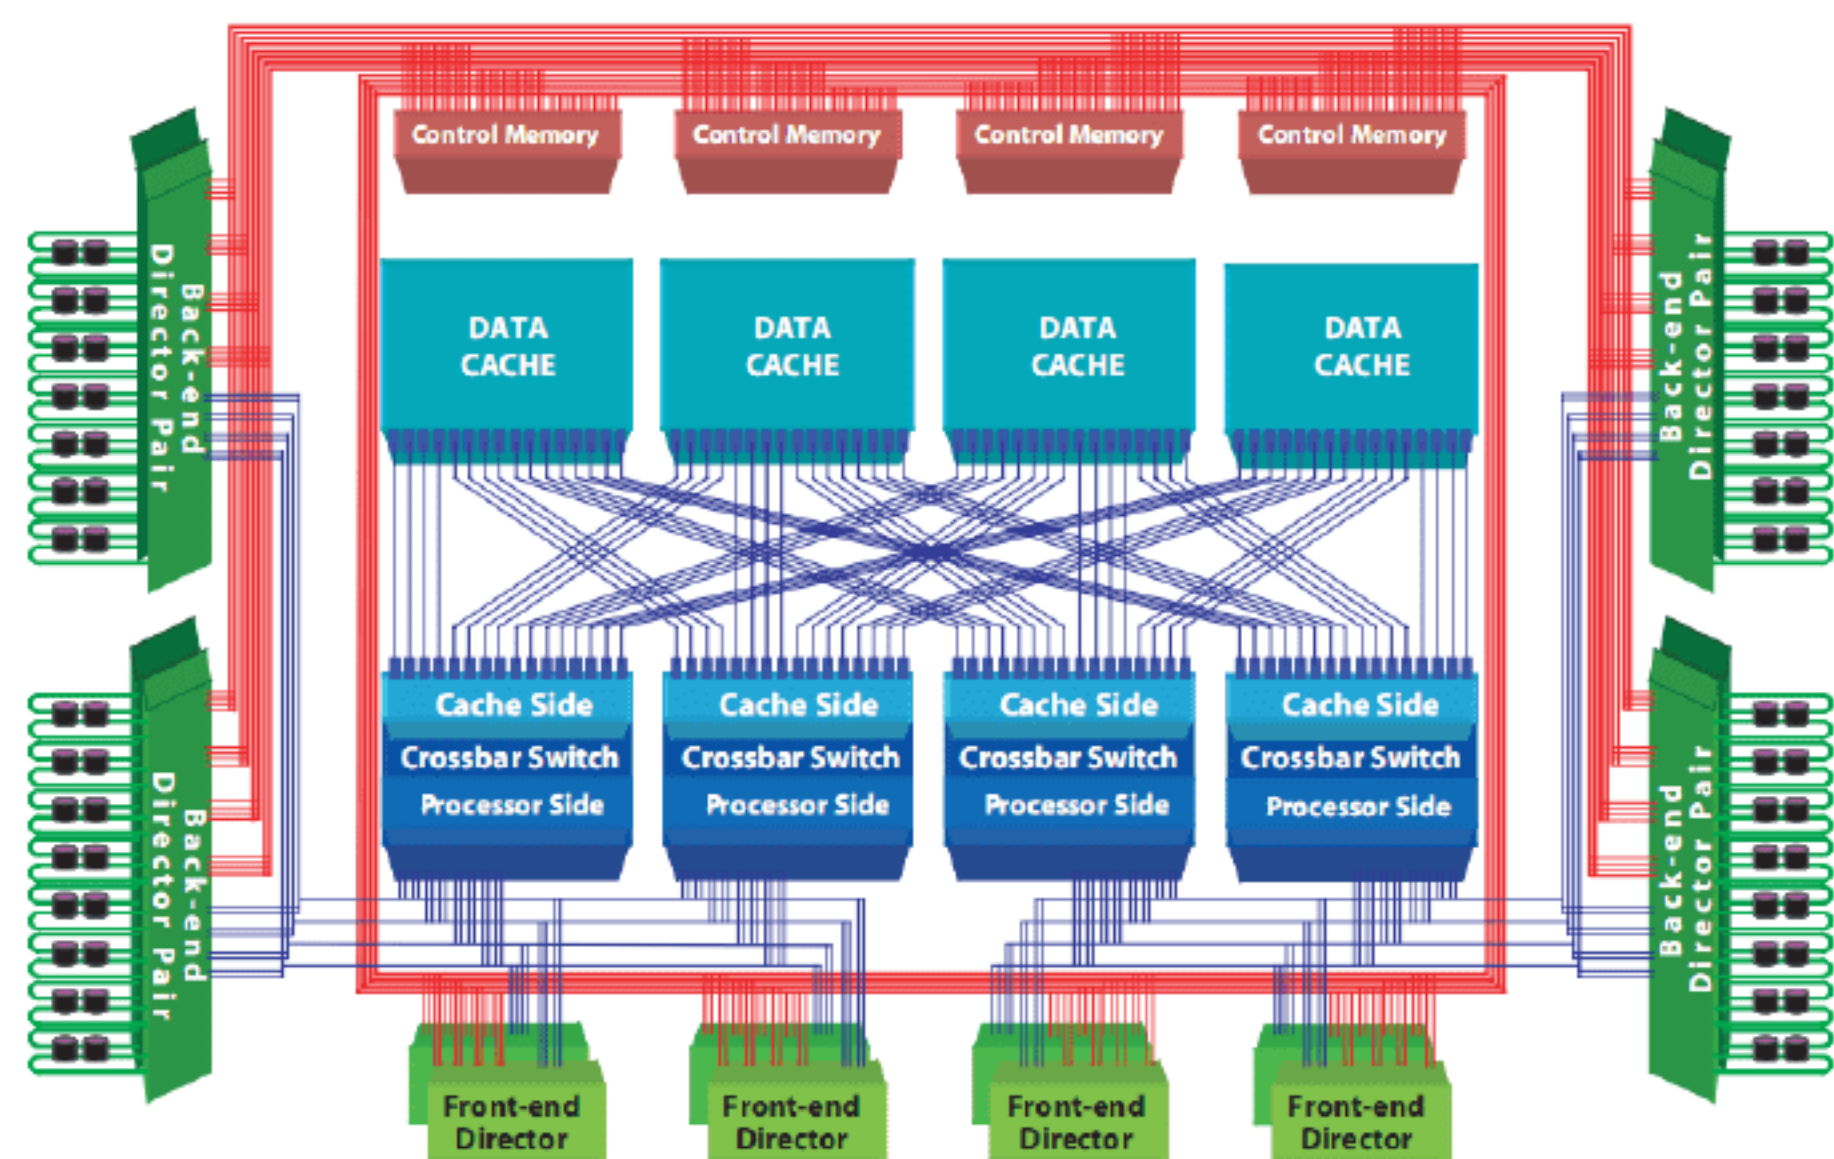 Control Memory
Control Memory
Control Memory
Control Memory
Back-end
Director Pair
Back-end
Director Pair
DATA
CACHE
DATA
CACHE
DATA
CACHE
DATA
CACHE
Cache Side
Crossbar Switch
Processor Side
Cache Side
Crossbar Switch
Processor Side
Cache Side
Crossbar Switch
Processor Side
Cache Side
Crossbar Switch
Processor Side
Back-end
Director Pair
Back-end
Director Pair
Front-end
Director
Front-end
Director
Front-end
Director
Front-end
Director